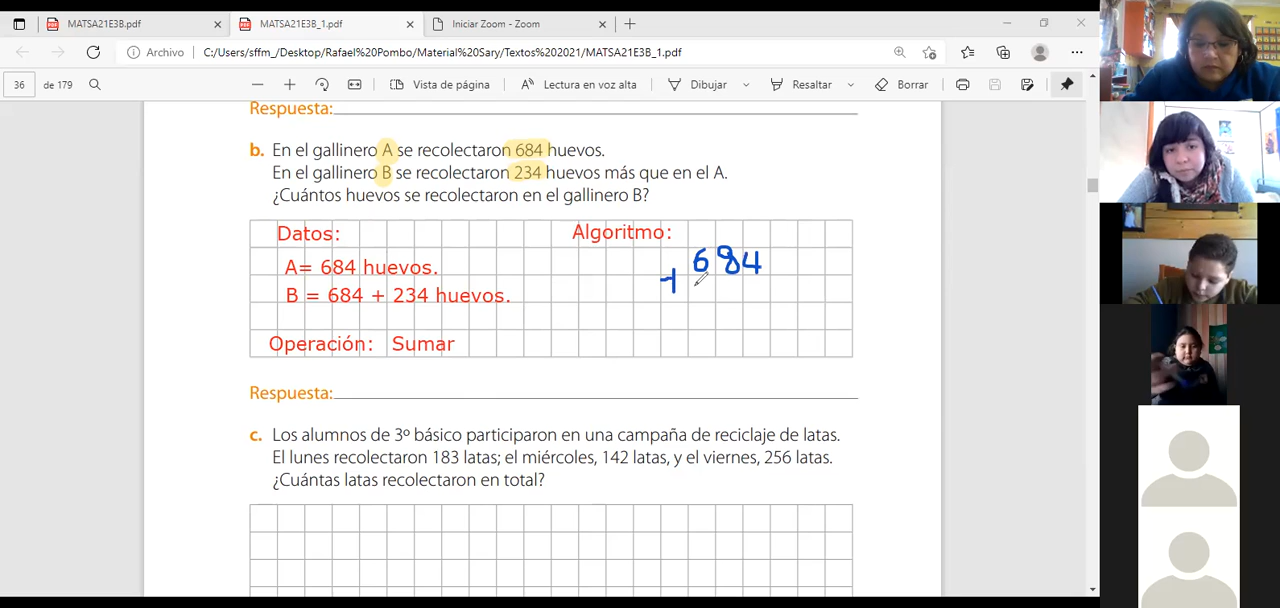 MATSA21E3B.pdf
MATSA21E3B_1.pdf
Iniciar Zoom - Zoom
Archivo
C:/Users/sffm_/Desktop/Rafael%20Pombo/Material%20Sary/Textos%202021/MATSA21E3B_1.pdf
36 de 179
Vista de página
Lectura en voz alta
Dibujar
Resaltar
Borrar
Respuesta:
b. En el gallinero A se recolectaron 684 huevos.
En el gallinero B se recolectaron 234 huevos más que en el A.
¿Cuántos huevos se recolectaron en el gallinero B?
Datos:
Algoritmo:
A= 684 huevos.
B = 684 + 234 huevos.
684
+
Operación: Sumar
Respuesta:
c. Los alumnos de 3º básico participaron en una campaña de reciclaje de latas.
El lunes recolectaron 183 latas; el miércoles, 142 latas, y el viernes, 256 latas.
¿Cuántas latas recolectaron en total?